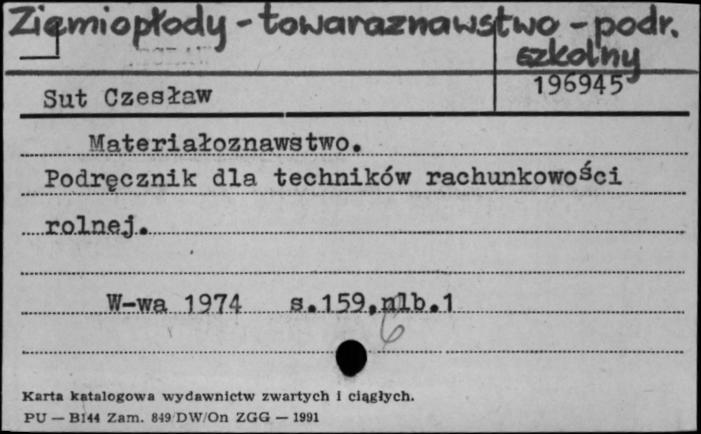 Ziemiopłody - towaraznawstwo - podr.
szkolny
196945
Sut Czesław
Materiałoznawstwo.
Podręcznik dla techników rachunkowości
rolnej.
W-wa 1974 s.159,nlb.1
6
Karta katalogowa wydawnictw zwartych i ciągłych.
PU — B144 Zam. 849/DW/On ZGG — 1991